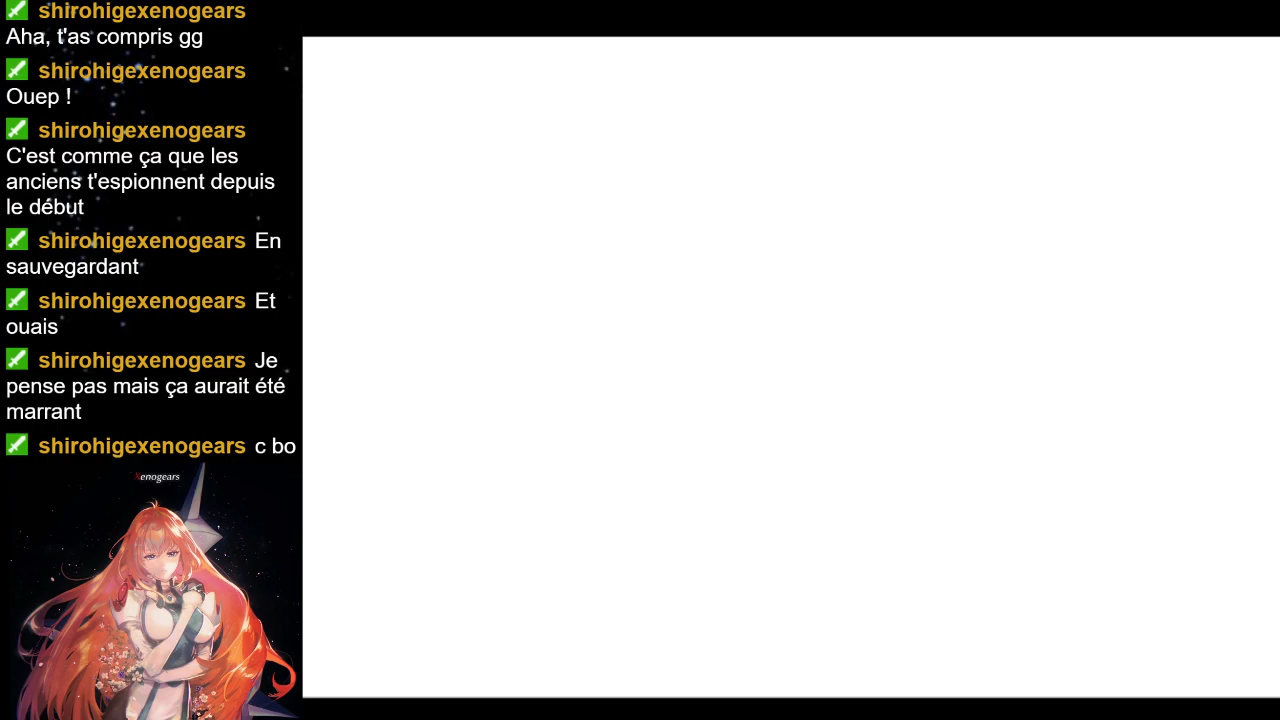 shirohigexenogears
Aha, t'as compris gg
shirohigexenogears
Ouep !
shirohigexenogears
C'est comme ça que les
anciens t'espionnent depuis
le début
shirohigexenogears En
sauvegardant
shirohigexenogears Et
ouais
shirohigexenogears Je
pense pas mais ça aurait été
marrant
shirohigexenogears c bo
Xenogears